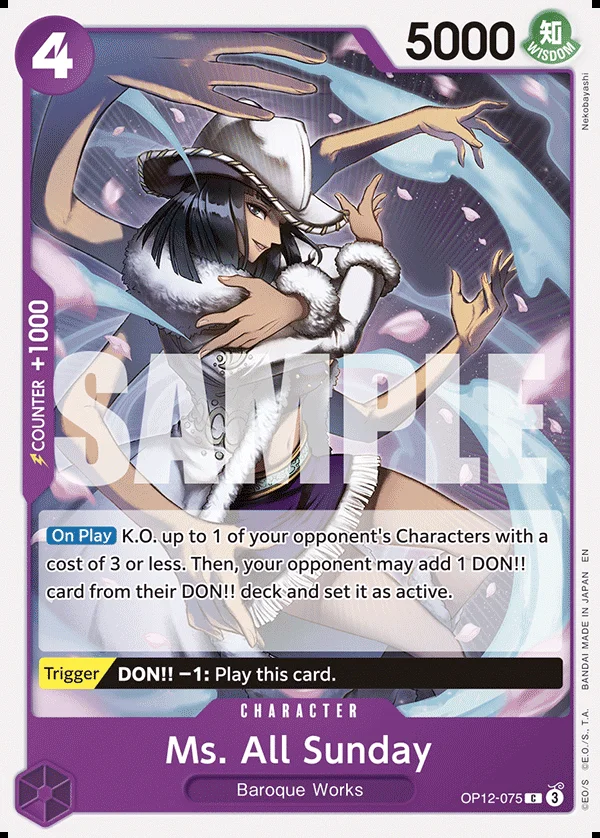 4
5000
知
WISDOM
Nekobayashi
COUNTER +1000
SAMPLE
On Play K.O. up to 1 of your opponent's Characters with a
cost of 3 or less. Then, your opponent may add 1 DON!!
card from their DON!! deck and set it as active.
Trigger DON!! −1: Play this card.
CHARACTER
Ms. All Sunday
Baroque Works
OP12-075 C 3
©EO/S ©E.O./S., T.A. BANDAI MADE IN JAPAN EN